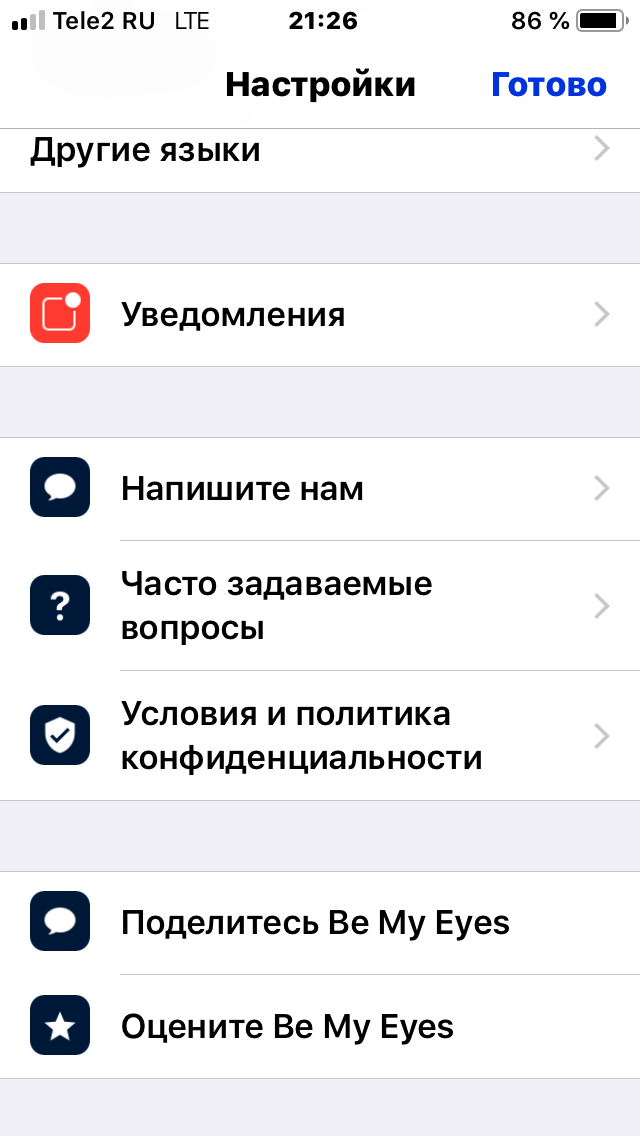 Tele2 RU LTE 21:26 86 %
Настройки Готово
Другие языки
Уведомления
Напишите нам
Часто задаваемые
вопросы
Условия и политика
конфиденциальности
Поделитесь Be My Eyes
Оцените Be My Eyes